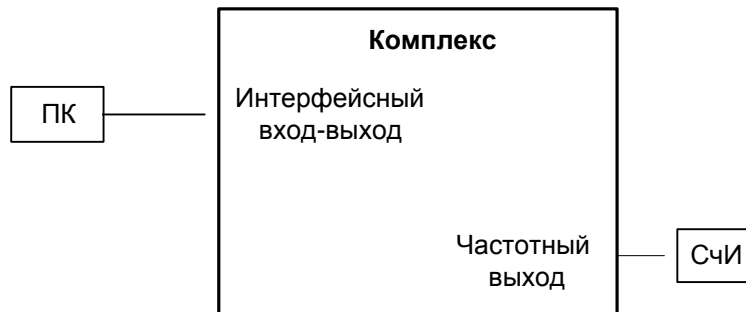 Комплекс
ПК
Интерфейсный
вход-выход
Частотный
выход
СчИ